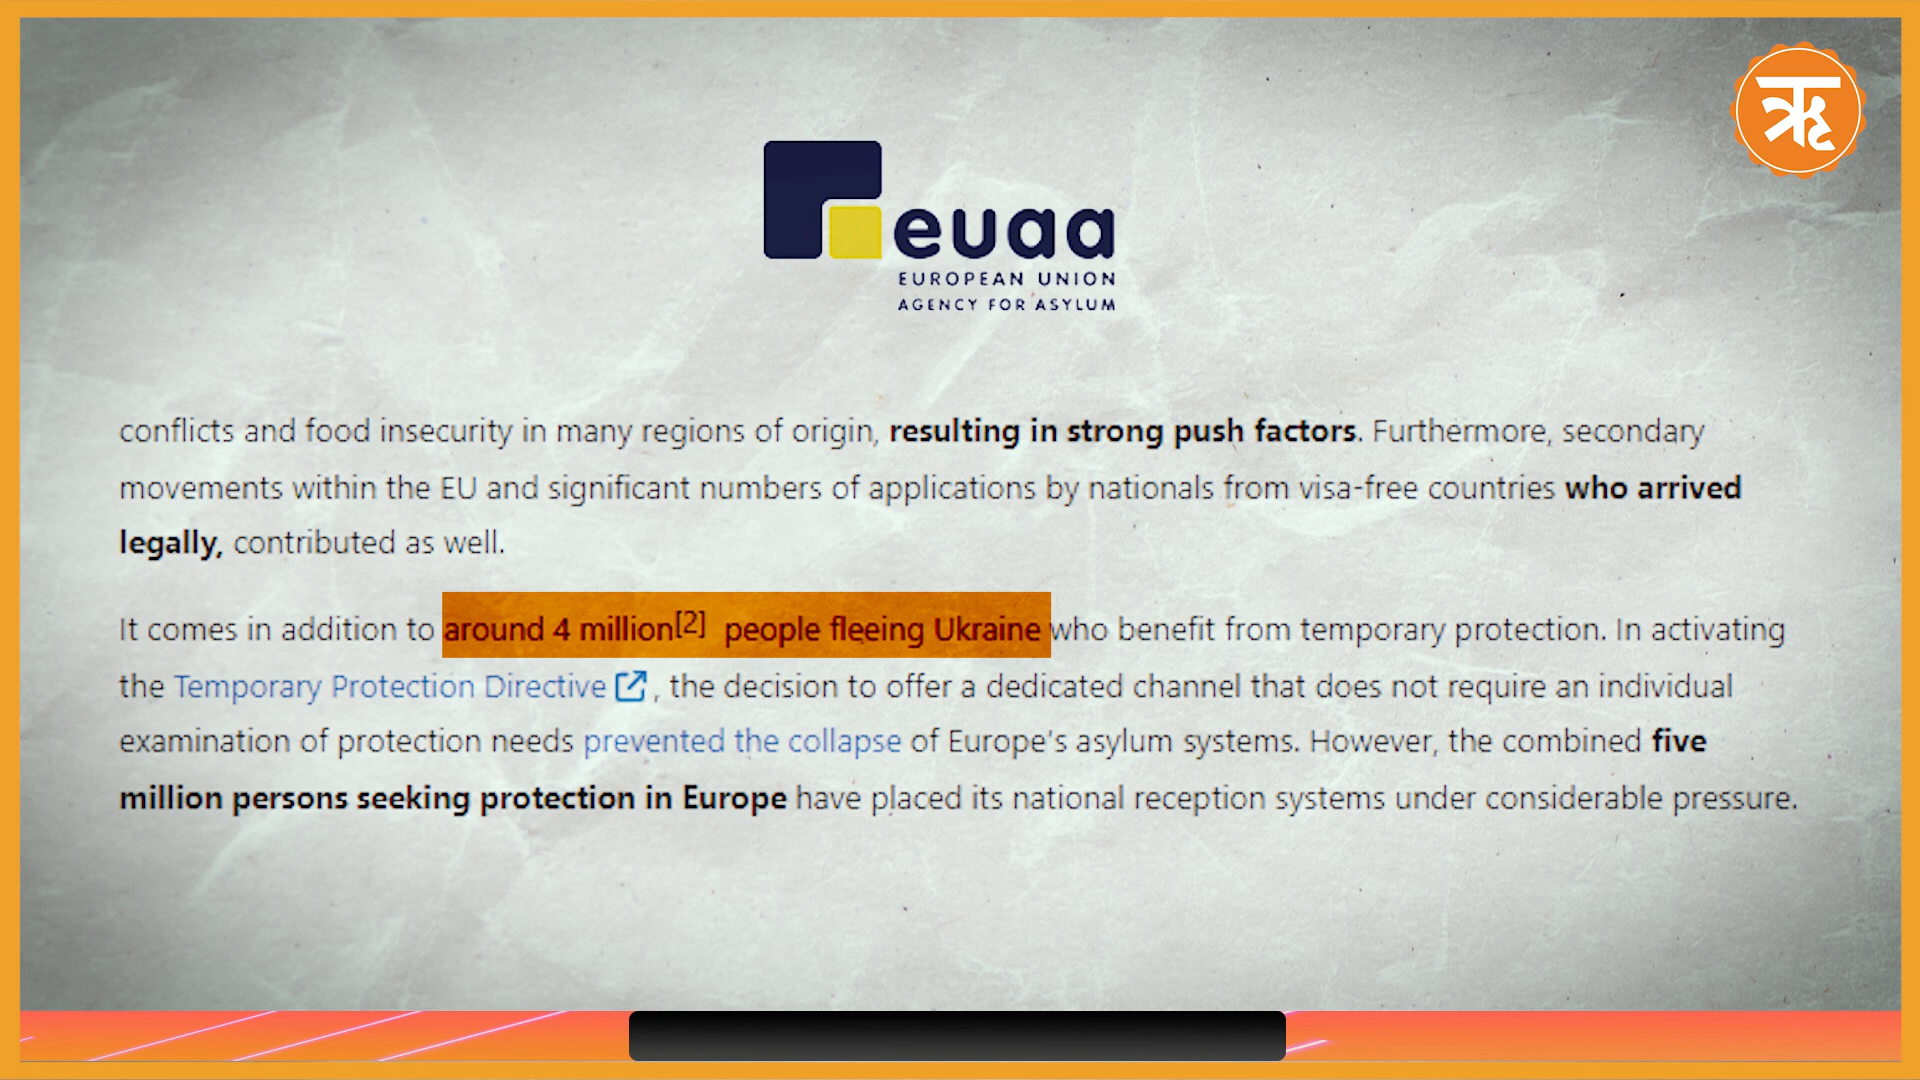 ऋ
euaa
EUROPEAN UNION
AGENCY FOR ASYLUM
conflicts and food insecurity in many regions of origin, resulting in strong push factors. Furthermore, secondary
movements within the EU and significant numbers of applications by nationals from visa-free countries who arrived
legally, contributed as well.
It comes in addition to around 4 million[2] people fleeing Ukraine who benefit from temporary protection. In activating
the Temporary Protection Directive, the decision to offer a dedicated channel that does not require an individual
examination of protection needs prevented the collapse of Europe's asylum systems. However, the combined five
million persons seeking protection in Europe have placed its national reception systems under considerable pressure.